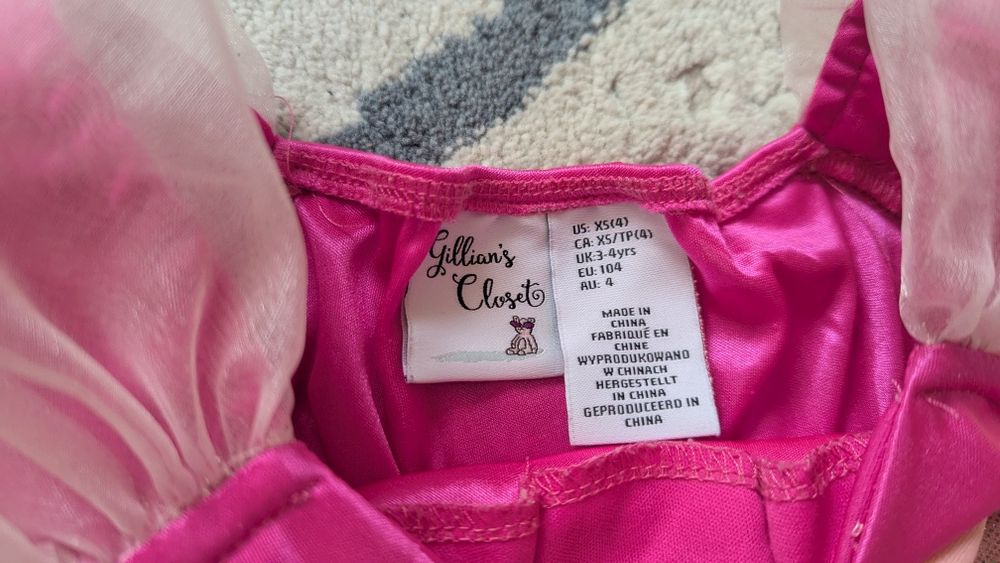 Gillian's
Closet
US: XS(4)
CA: XS/TP(4)
UK:3-4yrs
EU: 104
AU: 4
MADE IN
CHINA
FABRIQUÉ EN
CHINE
WYPRODUKOWANO
W CHINACH
HERGESTELLT
IN CHINA
GEPRODUCEERD IN
CHINA